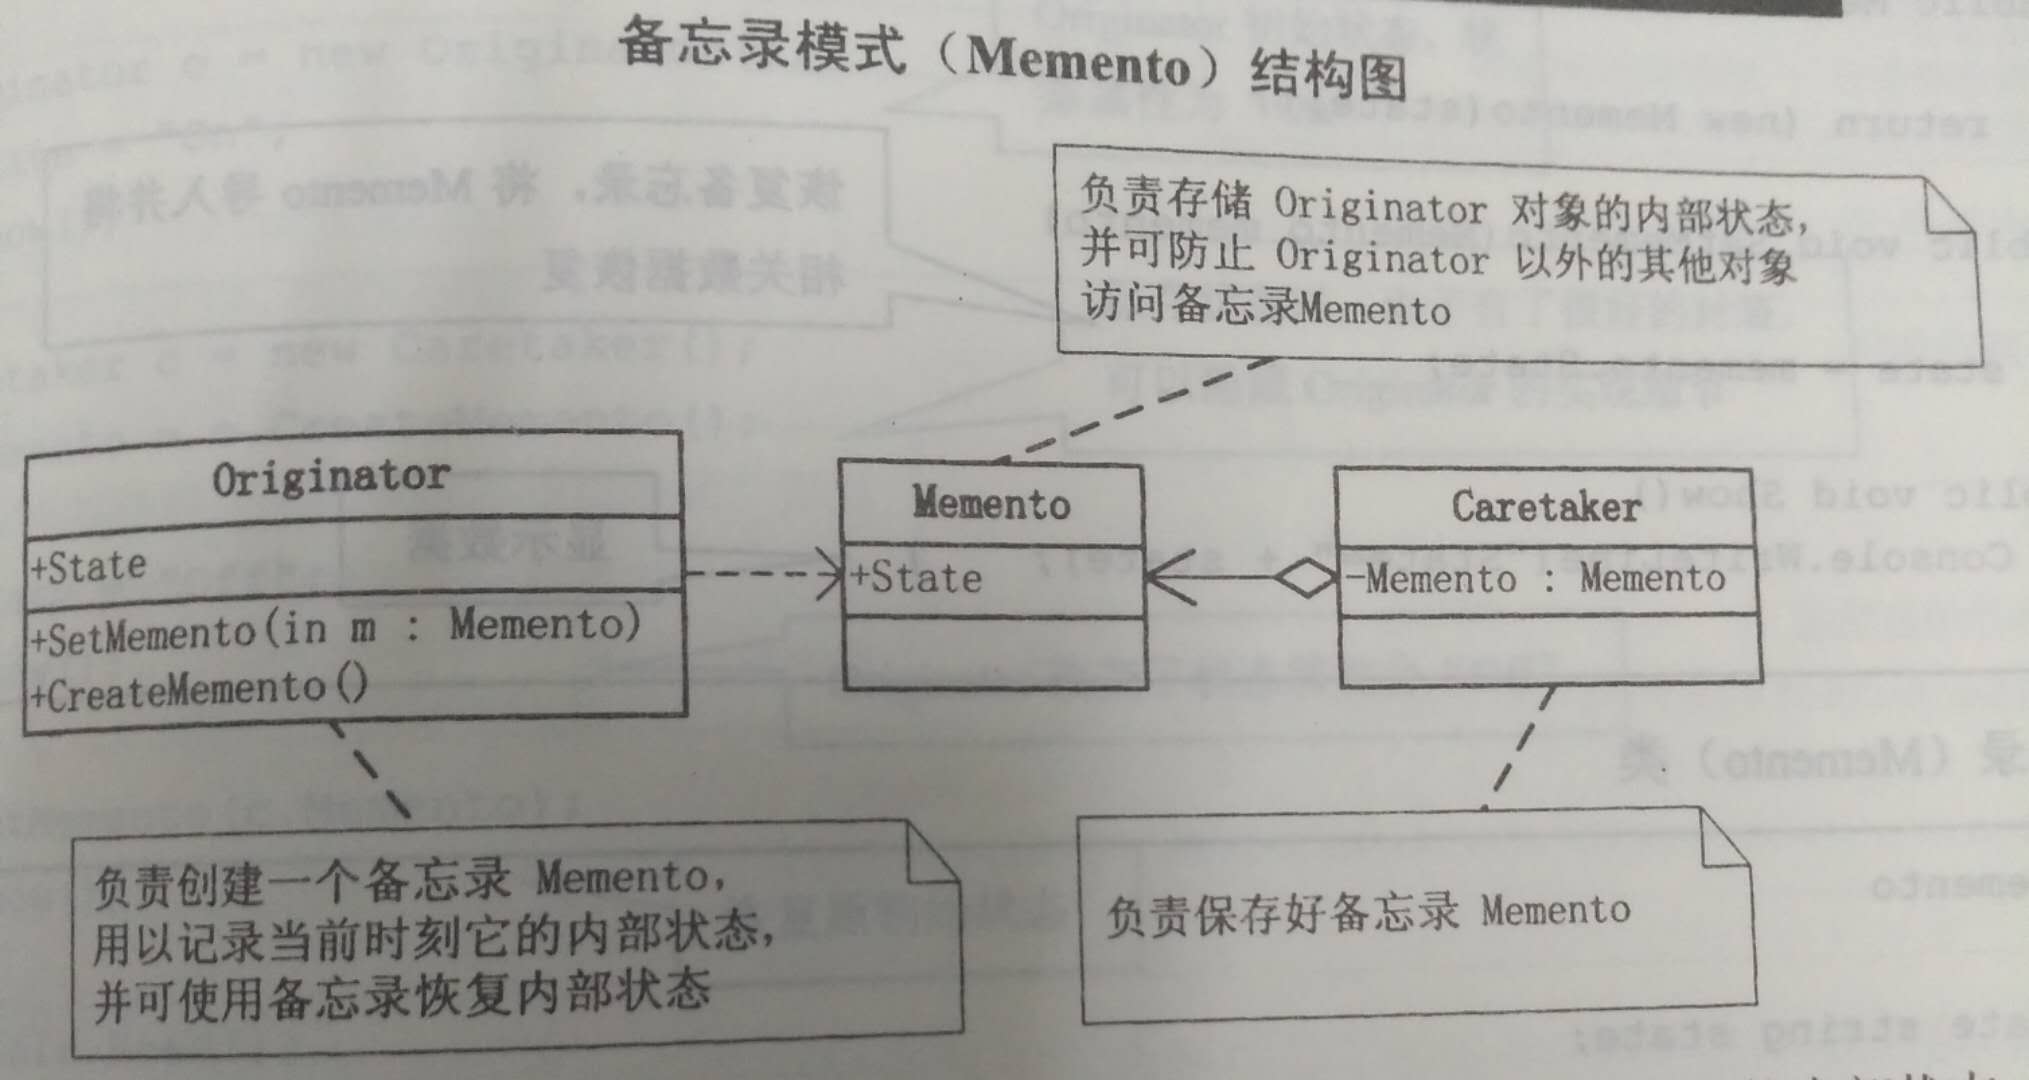 备忘录模式（Memento）结构图
负责存储 Originator 对象的内部状态，
并可防止 Originator 以外的其他对象
访问备忘录Memento
Originator
+State
+SetMemento(in m : Memento)
+CreateMemento()
Memento
+State
Caretaker
-Memento : Memento
负责创建一个备忘录 Memento，
用以记录当前时刻它的内部状态，
并可使用备忘录恢复内部状态
负责保存好备忘录 Memento